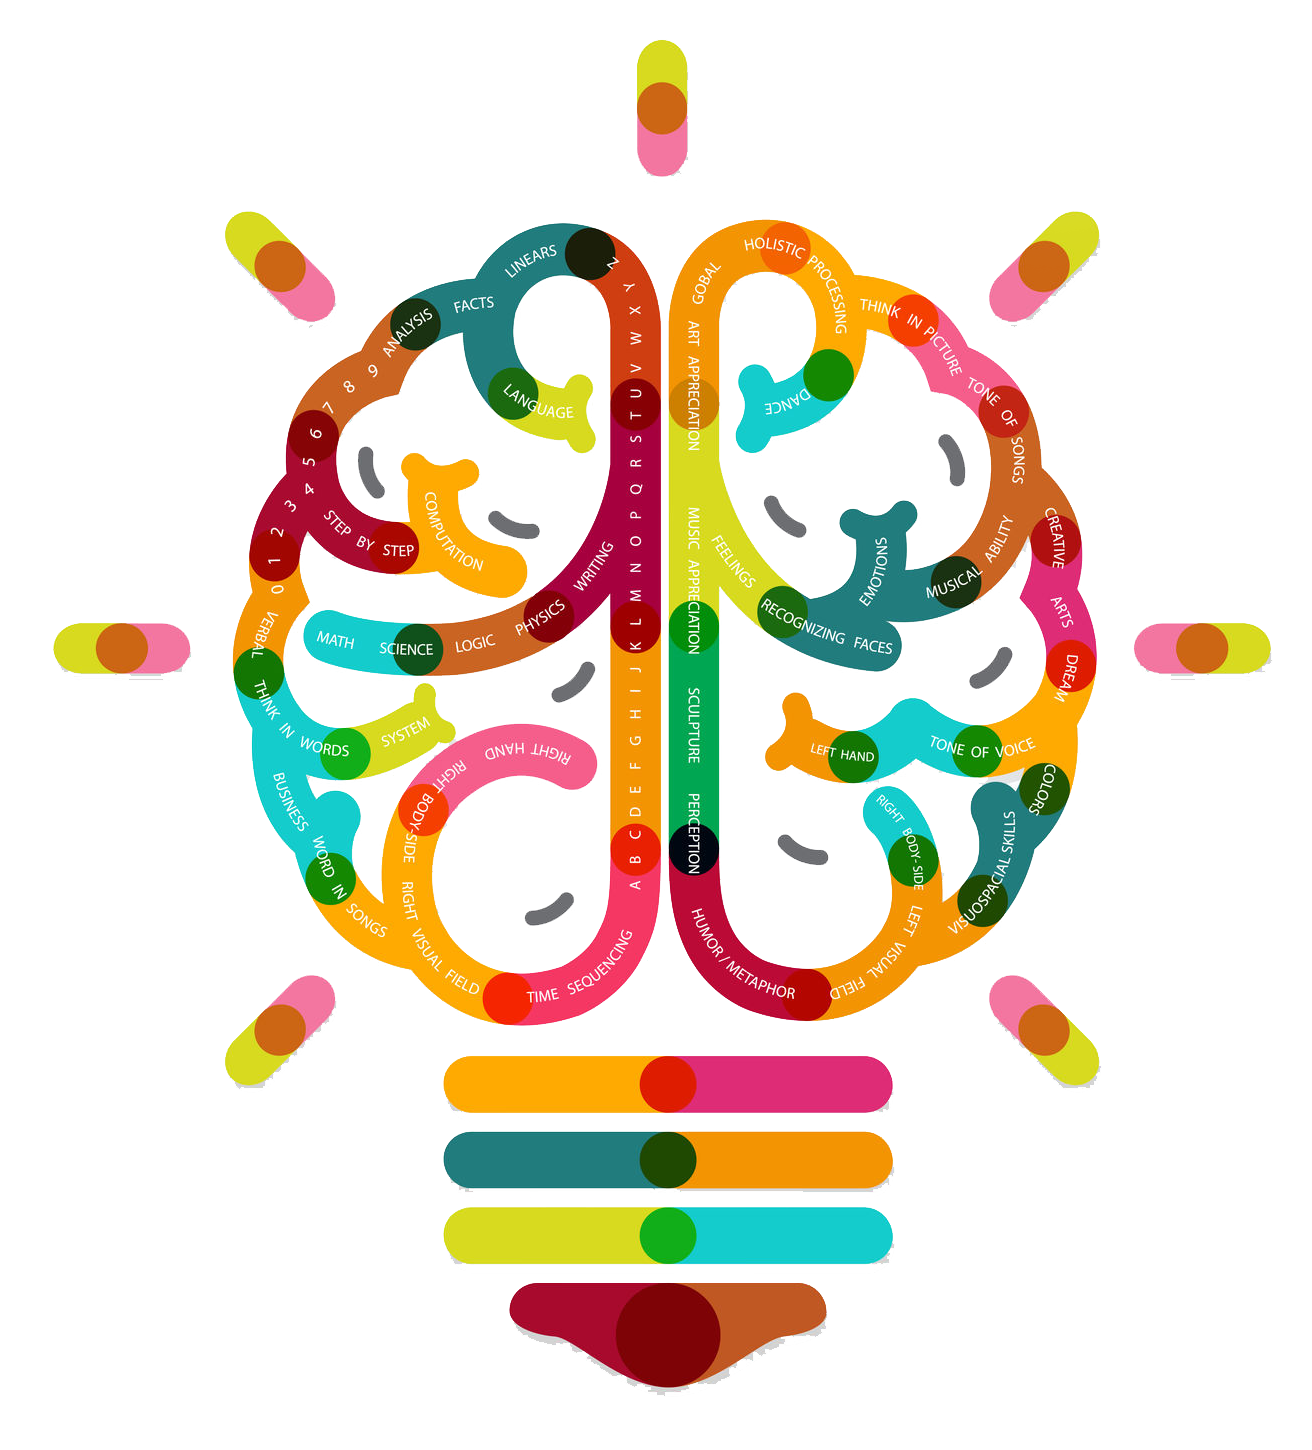 LINEARS
FACTS
ANALYSIS
0 1 2 3 4 5 6 7 8 9
LANGUAGE
STEP BY STEP
COMPUTATION
MATH SCIENCE LOGIC PHYSICS WRITING
VERBAL
THINK IN WORDS
SYSTEM
BUSINESS
WORD IN SONGS
RIGHT HAND
RIGHT BODY-SIDE
RIGHT VISUAL FIELD
TIME SEQUENCING
A B C D E F G H I J K L M N O P Q R S T U V W X Y Z
GOBAL
HOLISTIC PROCESSING
DANCE
THINK IN PICTURE
TONE OF SONGS
MUSICAL ABILITY
EMOTIONS
RECOGNIZING FACES
FEELINGS
ART APPRECIATION
MUSIC APPRECIATION
SCULPTURE
PERCEPTION
CREATIVE
ARTS
DREAM
COLORS
TONE OF VOICE
LEFT HAND
VISUOSPACIAL SKILLS
RIGHT BODY-SIDE
LEFT VISUAL FIELD
HUMOR / METAPHOR